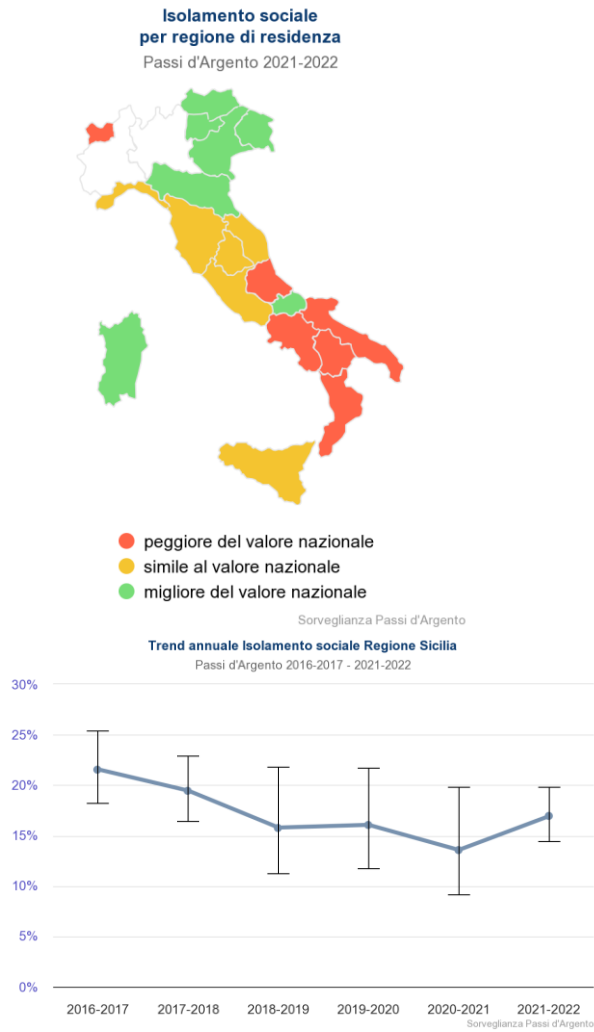 Isolamento sociale
per regione di residenza
Passi d'Argento 2021-2022
peggiore del valore nazionale
simile al valore nazionale
migliore del valore nazionale
Sorveglianza Passi d'Argento
Trend annuale Isolamento sociale Regione Sicilia
Passi d'Argento 2016-2017 - 2021-2022
30%
25%
20%
15%
10%
5%
0%
2016-2017 2017-2018 2018-2019 2019-2020 2020-2021 2021-2022
Sorveglianza Passi d'Argento